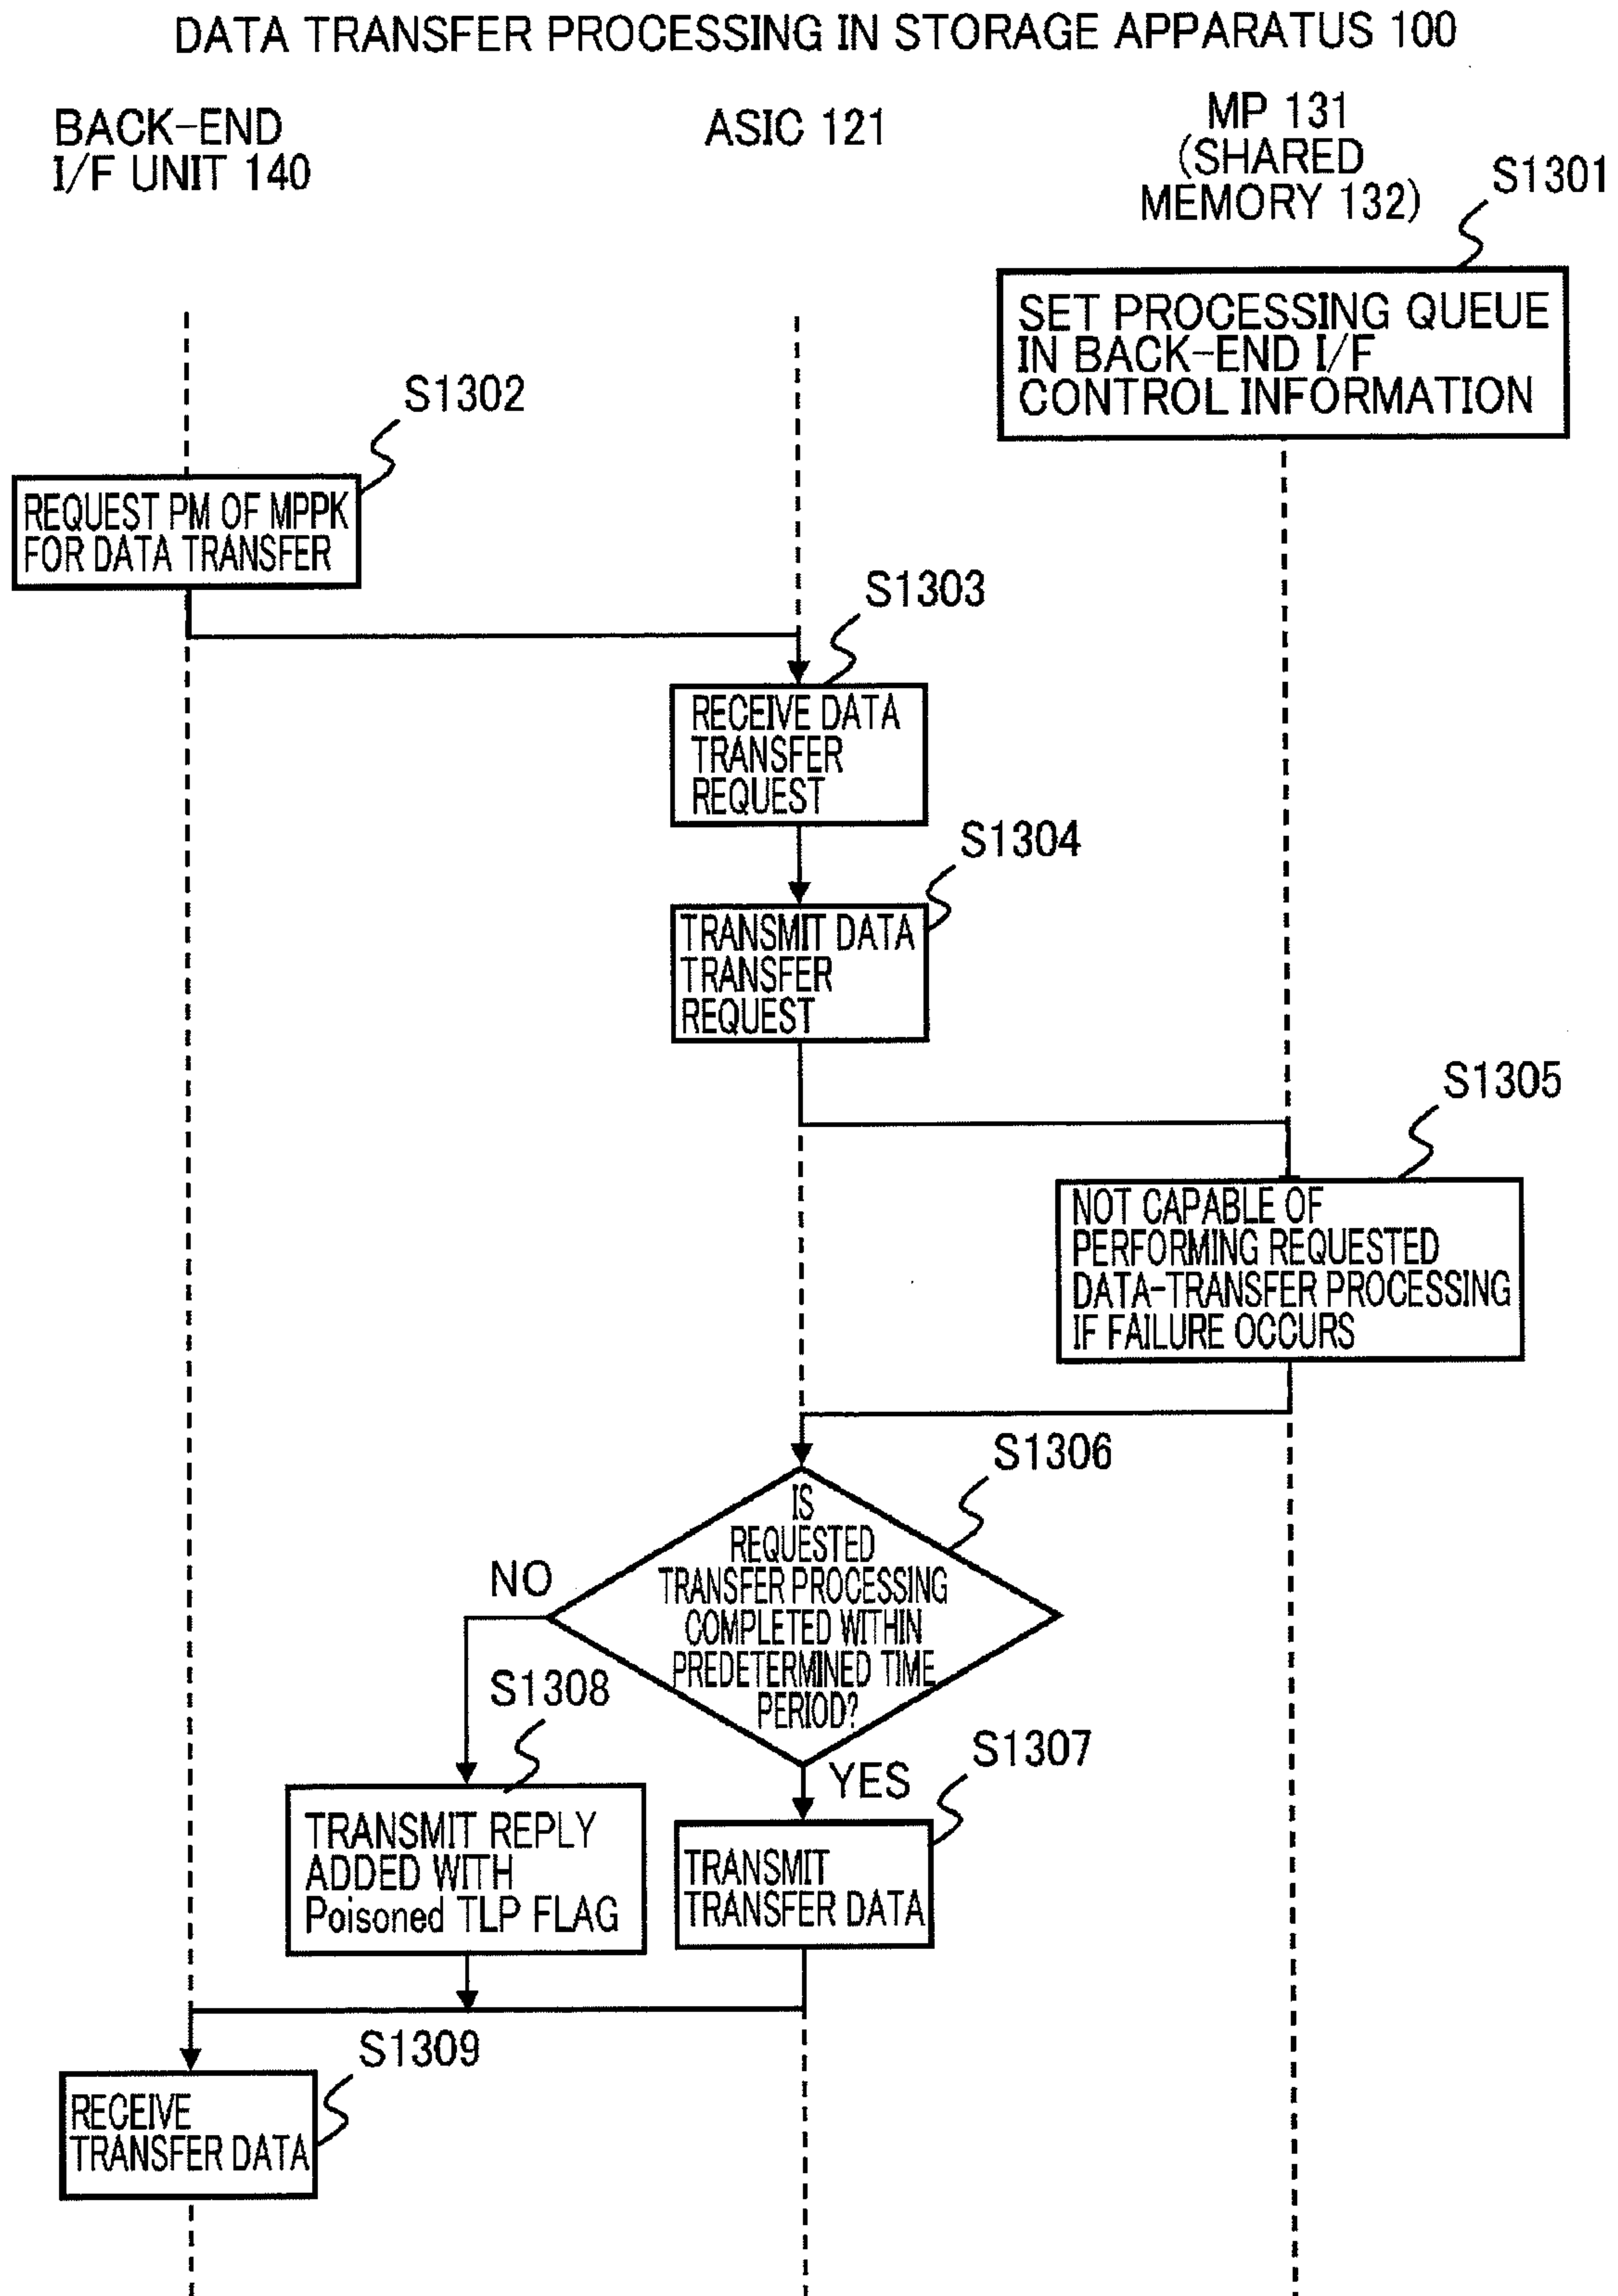 DATA TRANSFER PROCESSING IN STORAGE APPARATUS 100
BACK-END
I/F UNIT 140
ASIC 121
MP 131
(SHARED
MEMORY 132)
S1301
SET PROCESSING QUEUE
IN BACK-END I/F
CONTROL INFORMATION
S1302
REQUEST PM OF MPPK
FOR DATA TRANSFER
S1303
RECEIVE DATA
TRANSFER
REQUEST
S1304
TRANSMIT DATA
TRANSFER
REQUEST
S1305
NOT CAPABLE OF
PERFORMING REQUESTED
DATA-TRANSFER PROCESSING
IF FAILURE OCCURS
S1306
IS
REQUESTED
TRANSFER PROCESSING
COMPLETED WITHIN
PREDETERMINED TIME
PERIOD?
NO
YES
S1308
TRANSMIT REPLY
ADDED WITH
Poisoned TLP FLAG
S1307
TRANSMIT
TRANSFER DATA
S1309
RECEIVE
TRANSFER DATA